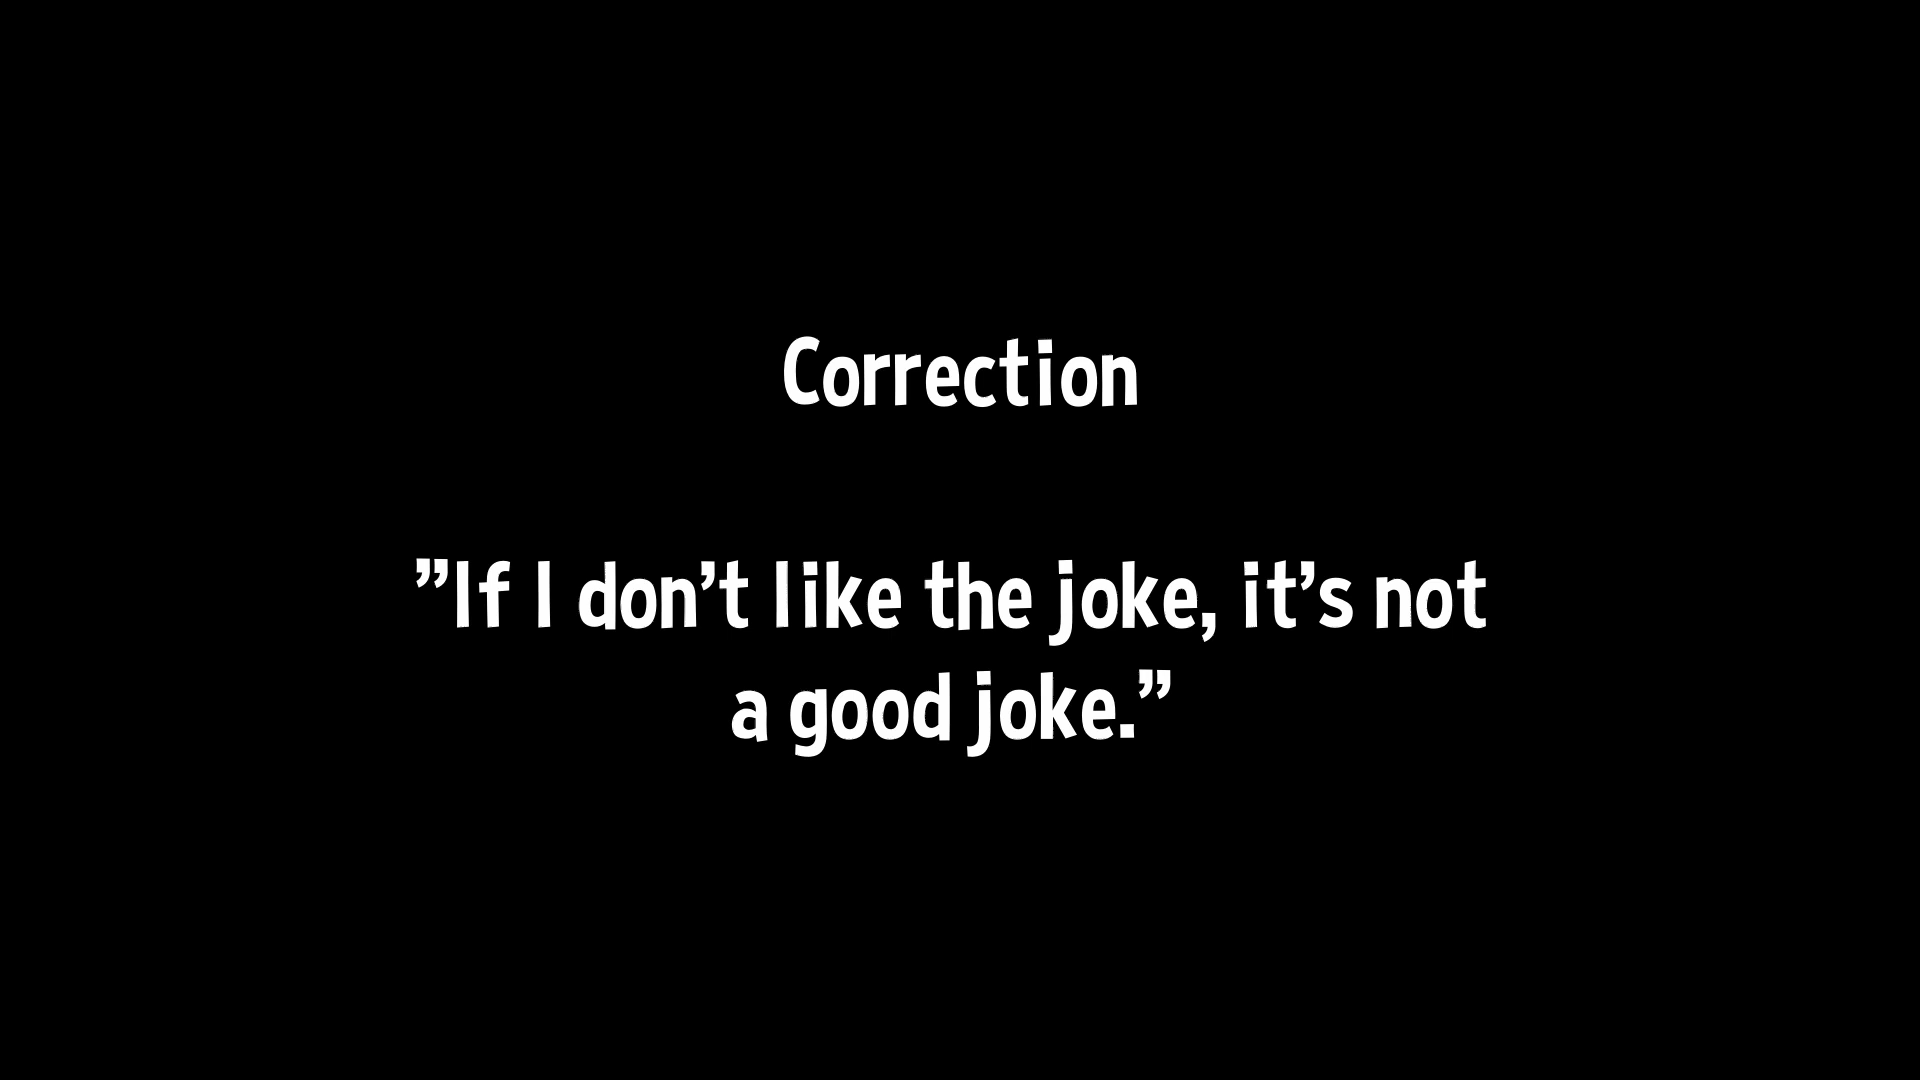 Correction
”If I don’t like the joke, it’s not
a good joke.”